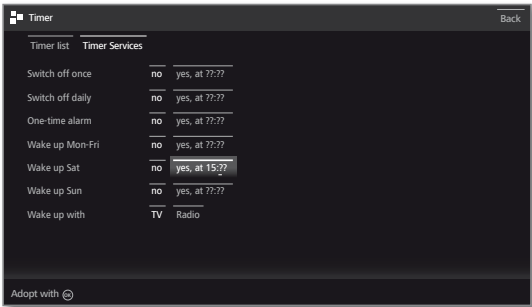 Timer Back
Timer list Timer Services
Switch off once no yes, at ??:??
Switch off daily no yes, at ??:??
One-time alarm no yes, at ??:??
Wake up Mon-Fri no yes, at ??:??
Wake up Sat no yes, at 15:??
Wake up Sun no yes, at ??:??
Wake up with TV Radio
Adopt with OK